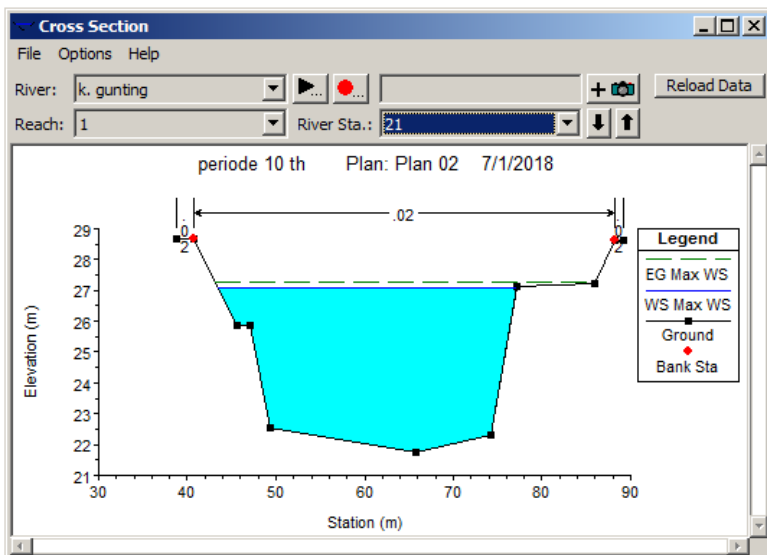 Cross Section
File Options Help
River: k. gunting Reload Data
Reach: 1 River Sta.: 21
periode 10 th Plan: Plan 02 7/1/2018
.02
.02
.02
Legend
EG Max WS
WS Max WS
Ground
Bank Sta
29
28
27
26
25
24
23
22
21
Elevation (m)
30 40 50 60 70 80 90
Station (m)